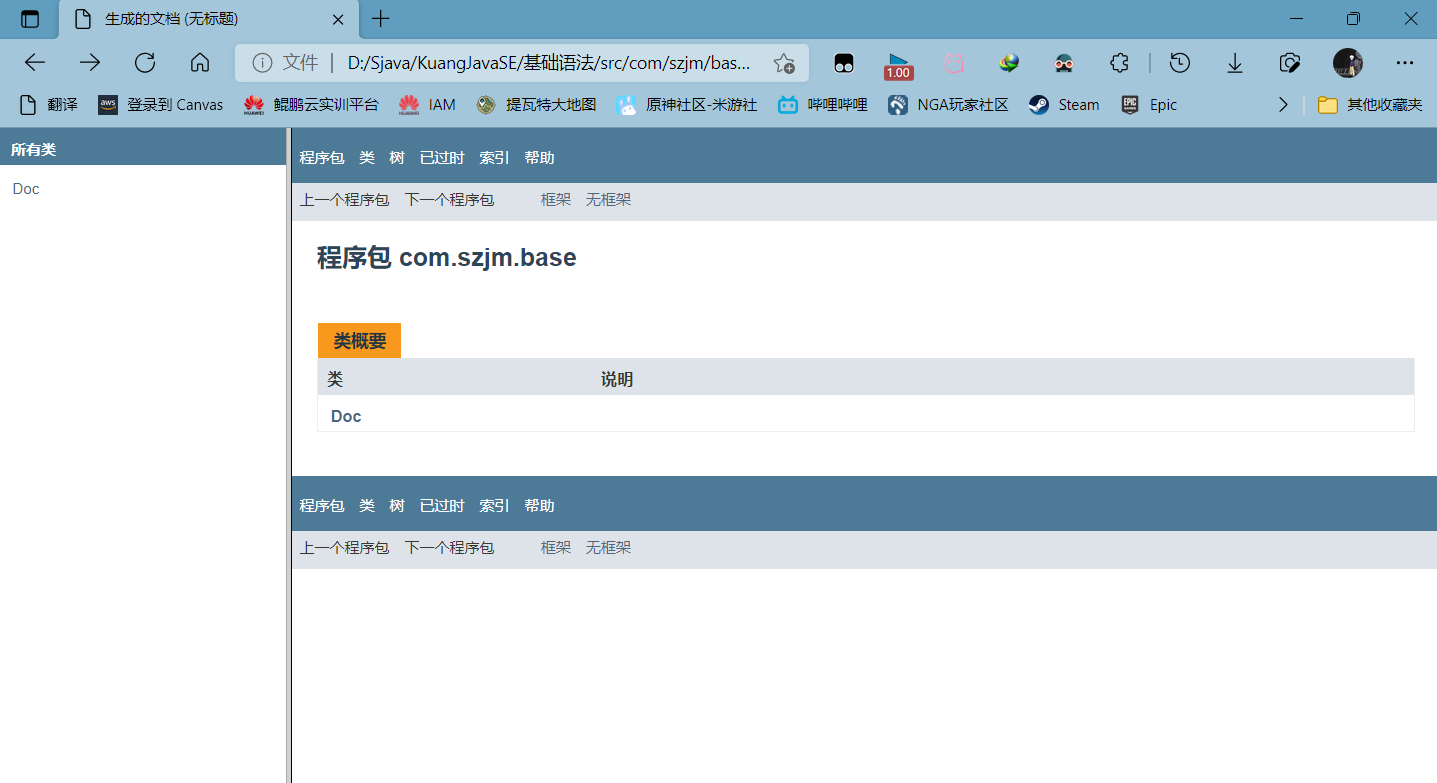 生成的文档 (无标题)
文件 D:/Sjava/KuangJavaSE/基础语法/src/com/szjm/bas...
1.00
翻译 aws 登录到 Canvas HUAWEI 鲲鹏云实训平台 HUAWEI IAM 提瓦特大地图 原神社区-米游社 哔哩哔哩 NGA玩家社区 Steam EPIC Epic 其他收藏夹
所有类
Doc
程序包 类 树 已过时 索引 帮助
上一个程序包 下一个程序包 框架 无框架
程序包 com.szjm.base
类概要
类 说明
Doc
程序包 类 树 已过时 索引 帮助
上一个程序包 下一个程序包 框架 无框架